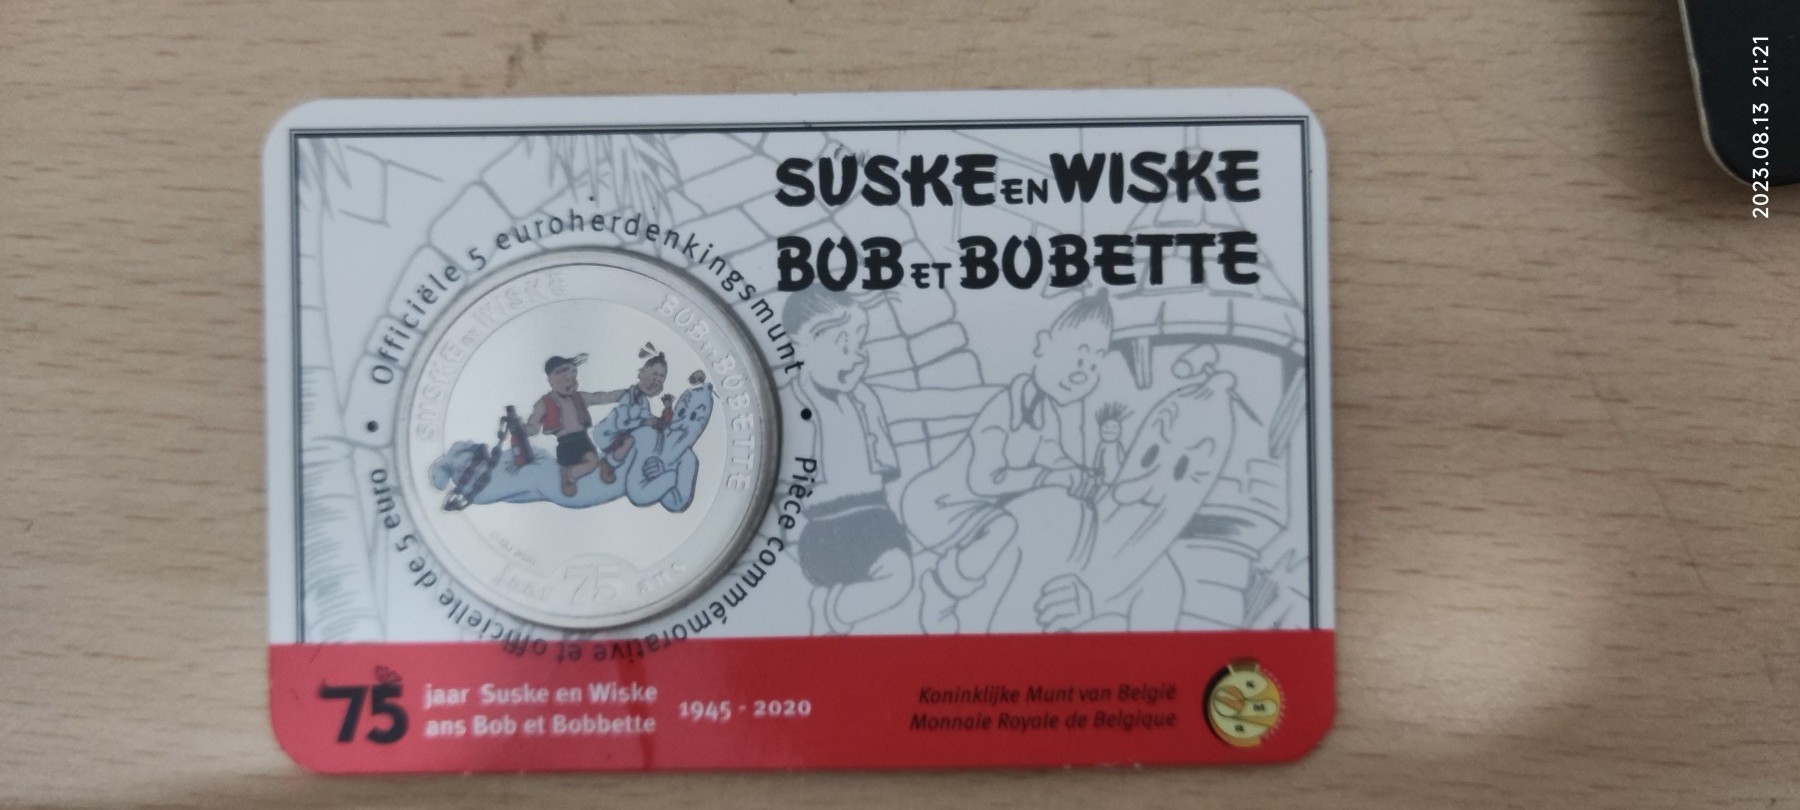 SUSKE EN WISKE
BOB ET BOBETTE
Officiële 5 euroherdenkingsmunt
Pièce commémorative et officielle de 5 euro
SUSKE EN WISKE
BOB ET BOBETTE
75
75 jaar Suske en Wiske
ans Bob et Bobbette
1945 - 2020
Koninklijke Munt van België
Monnaie Royale de Belgique
2023.08.13 21:21